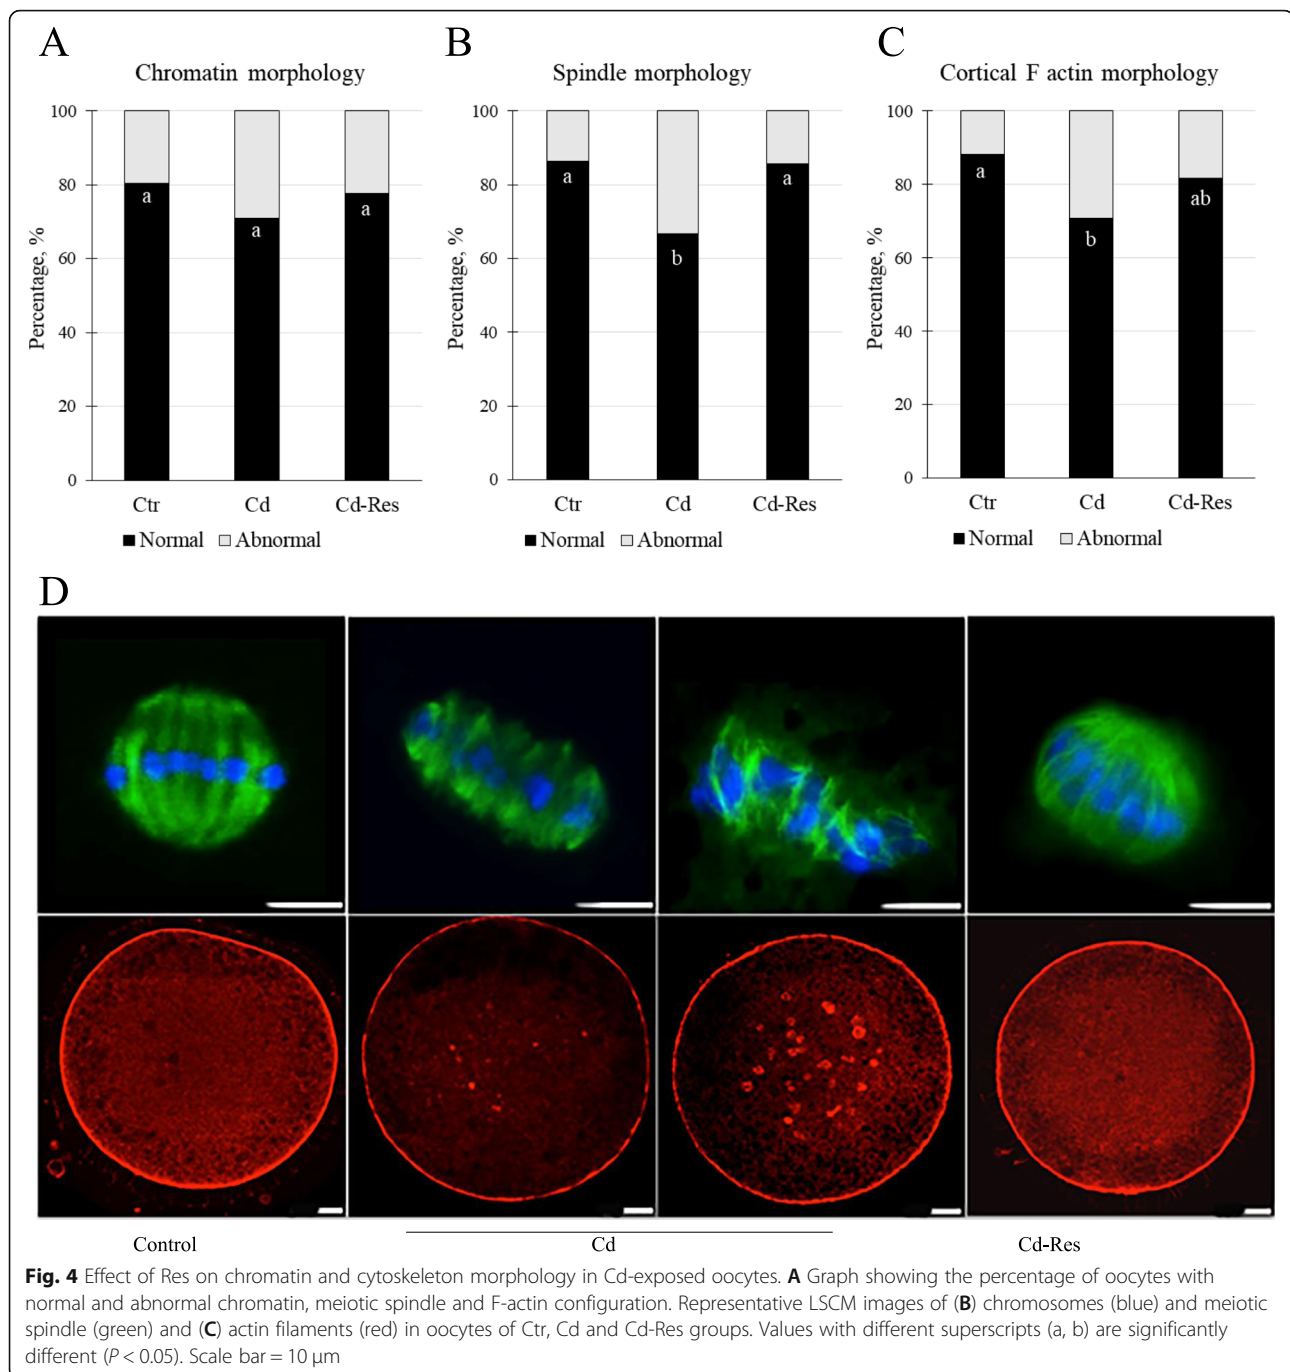 A
B
C
Chromatin morphology
Spindle morphology
Cortical F actin morphology
Percentage, %
100
80
60
40
20
0
a
a
a
Ctr
Cd
Cd-Res
Normal
Abnormal
Percentage, %
100
80
60
40
20
0
a
b
a
Ctr
Cd
Cd-Res
Normal
Abnormal
Percentage, %
100
80
60
40
20
0
a
b
ab
Ctr
Cd
Cd-Res
Normal
Abnormal
D
Control
Cd
Cd-Res
Fig. 4 Effect of Res on chromatin and cytoskeleton morphology in Cd-exposed oocytes. A Graph showing the percentage of oocytes with
normal and abnormal chromatin, meiotic spindle and F-actin configuration. Representative LSCM images of (B) chromosomes (blue) and meiotic
spindle (green) and (C) actin filaments (red) in oocytes of Ctr, Cd and Cd-Res groups. Values with different superscripts (a, b) are significantly
different (P < 0.05). Scale bar = 10 μm